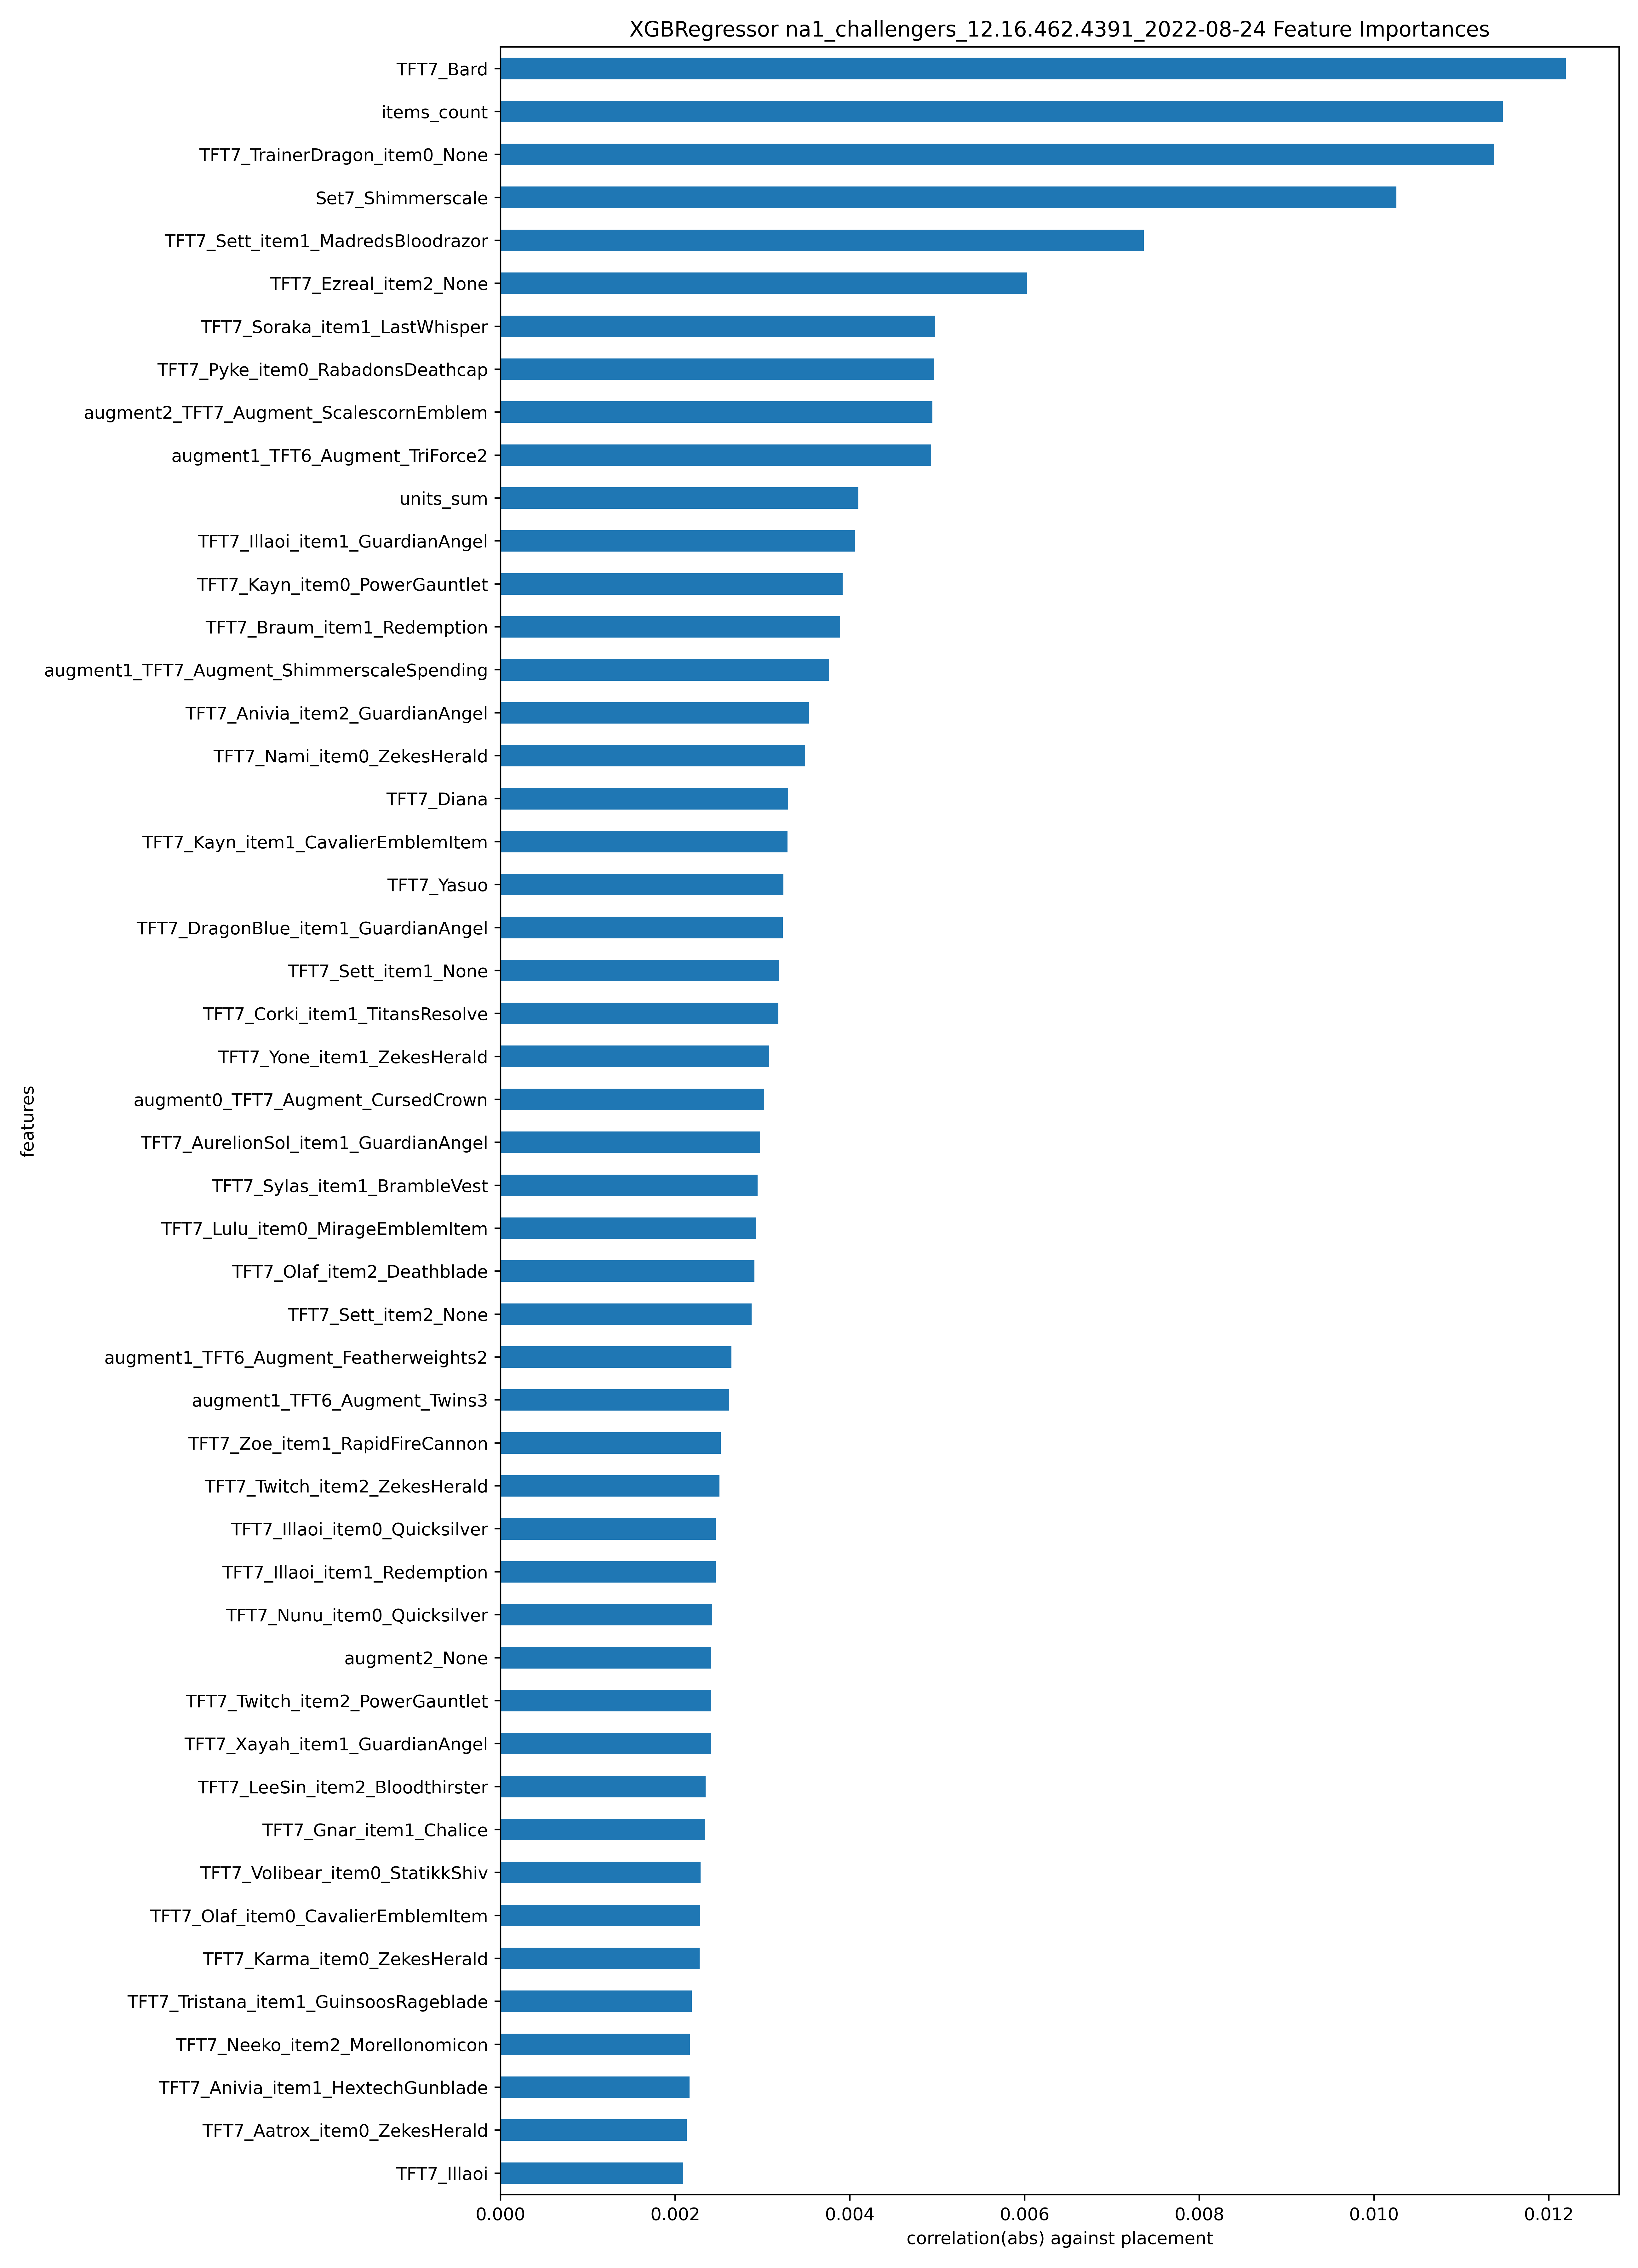 XGBRegressor na1_challengers_12.16.462.4391_2022-08-24 Feature Importances
TFT7_Bard
items_count
TFT7_TrainerDragon_item0_None
Set7_Shimmerscale
TFT7_Sett_item1_MadredsBloodrazor
TFT7_Ezreal_item2_None
TFT7_Soraka_item1_LastWhisper
TFT7_Pyke_item0_RabadonsDeathcap
augment2_TFT7_Augment_ScalescornEmblem
augment1_TFT6_Augment_TriForce2
units_sum
TFT7_Illaoi_item1_GuardianAngel
TFT7_Kayn_item0_PowerGauntlet
TFT7_Braum_item1_Redemption
augment1_TFT7_Augment_ShimmerscaleSpending
TFT7_Anivia_item2_GuardianAngel
TFT7_Nami_item0_ZekesHerald
TFT7_Diana
TFT7_Kayn_item1_CavalierEmblemItem
TFT7_Yasuo
TFT7_DragonBlue_item1_GuardianAngel
TFT7_Sett_item1_None
TFT7_Corki_item1_TitansResolve
TFT7_Yone_item1_ZekesHerald
augment0_TFT7_Augment_CursedCrown
TFT7_AurelionSol_item1_GuardianAngel
TFT7_Sylas_item1_BrambleVest
TFT7_Lulu_item0_MirageEmblemItem
TFT7_Olaf_item2_Deathblade
TFT7_Sett_item2_None
augment1_TFT6_Augment_Featherweights2
augment1_TFT6_Augment_Twins3
TFT7_Zoe_item1_RapidFireCannon
TFT7_Twitch_item2_ZekesHerald
TFT7_Illaoi_item0_Quicksilver
TFT7_Illaoi_item1_Redemption
TFT7_Nunu_item0_Quicksilver
augment2_None
TFT7_Twitch_item2_PowerGauntlet
TFT7_Xayah_item1_GuardianAngel
TFT7_LeeSin_item2_Bloodthirster
TFT7_Gnar_item1_Chalice
TFT7_Volibear_item0_StatikkShiv
TFT7_Olaf_item0_CavalierEmblemItem
TFT7_Karma_item0_ZekesHerald
TFT7_Tristana_item1_GuinsoosRageblade
TFT7_Neeko_item2_Morellonomicon
TFT7_Anivia_item1_HextechGunblade
TFT7_Aatrox_item0_ZekesHerald
TFT7_Illaoi
features
0.000 0.002 0.004 0.006 0.008 0.010 0.012
correlation(abs) against placement